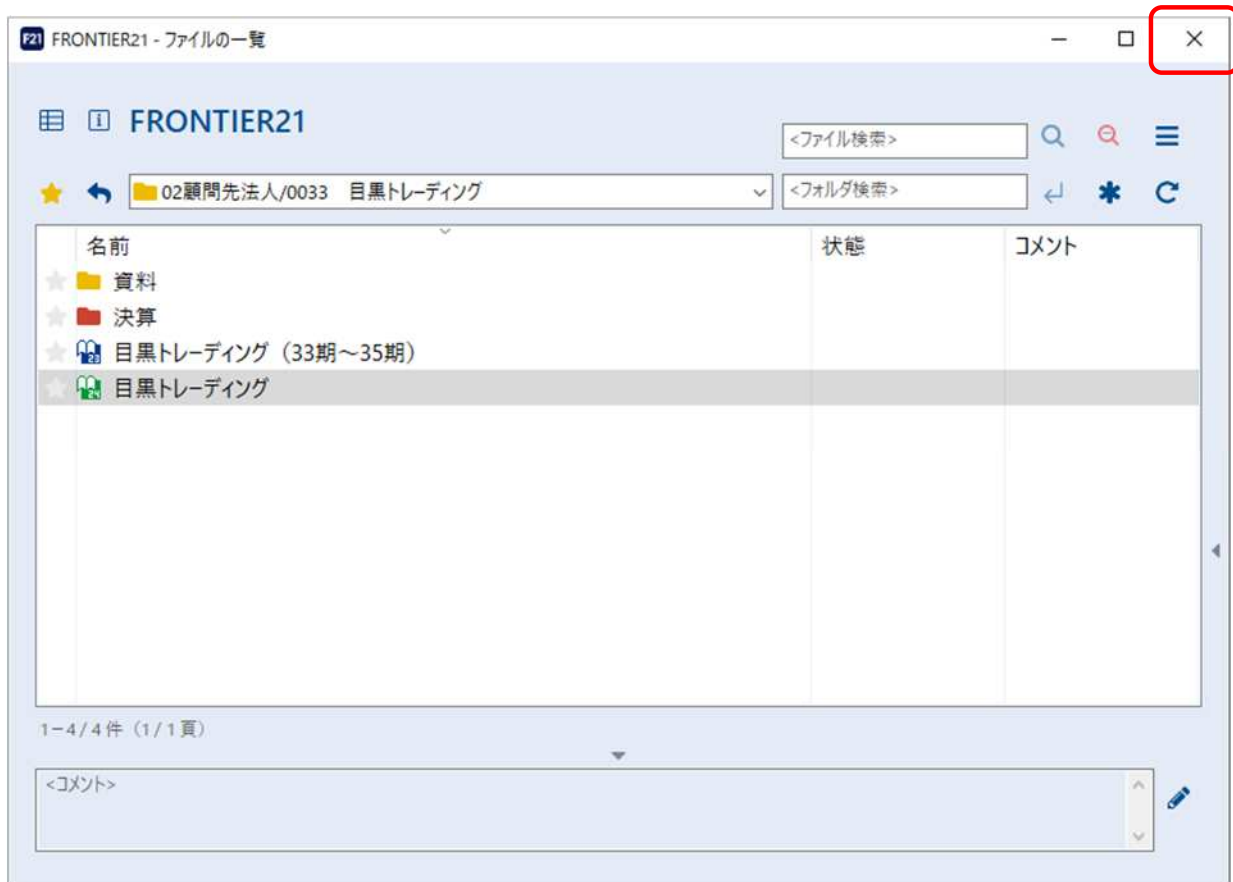 F21 FRONTIER21 - ファイルの一覧
FRONTIER21
<ファイル検索>
02顧問先法人/0033　目黒トレーディング
<フォルダ検索>
名前 状態 コメント
資料
決算
23 目黒トレーディング（33期～35期）
24 目黒トレーディング
1－4/4件（1/1頁）
<コメント>